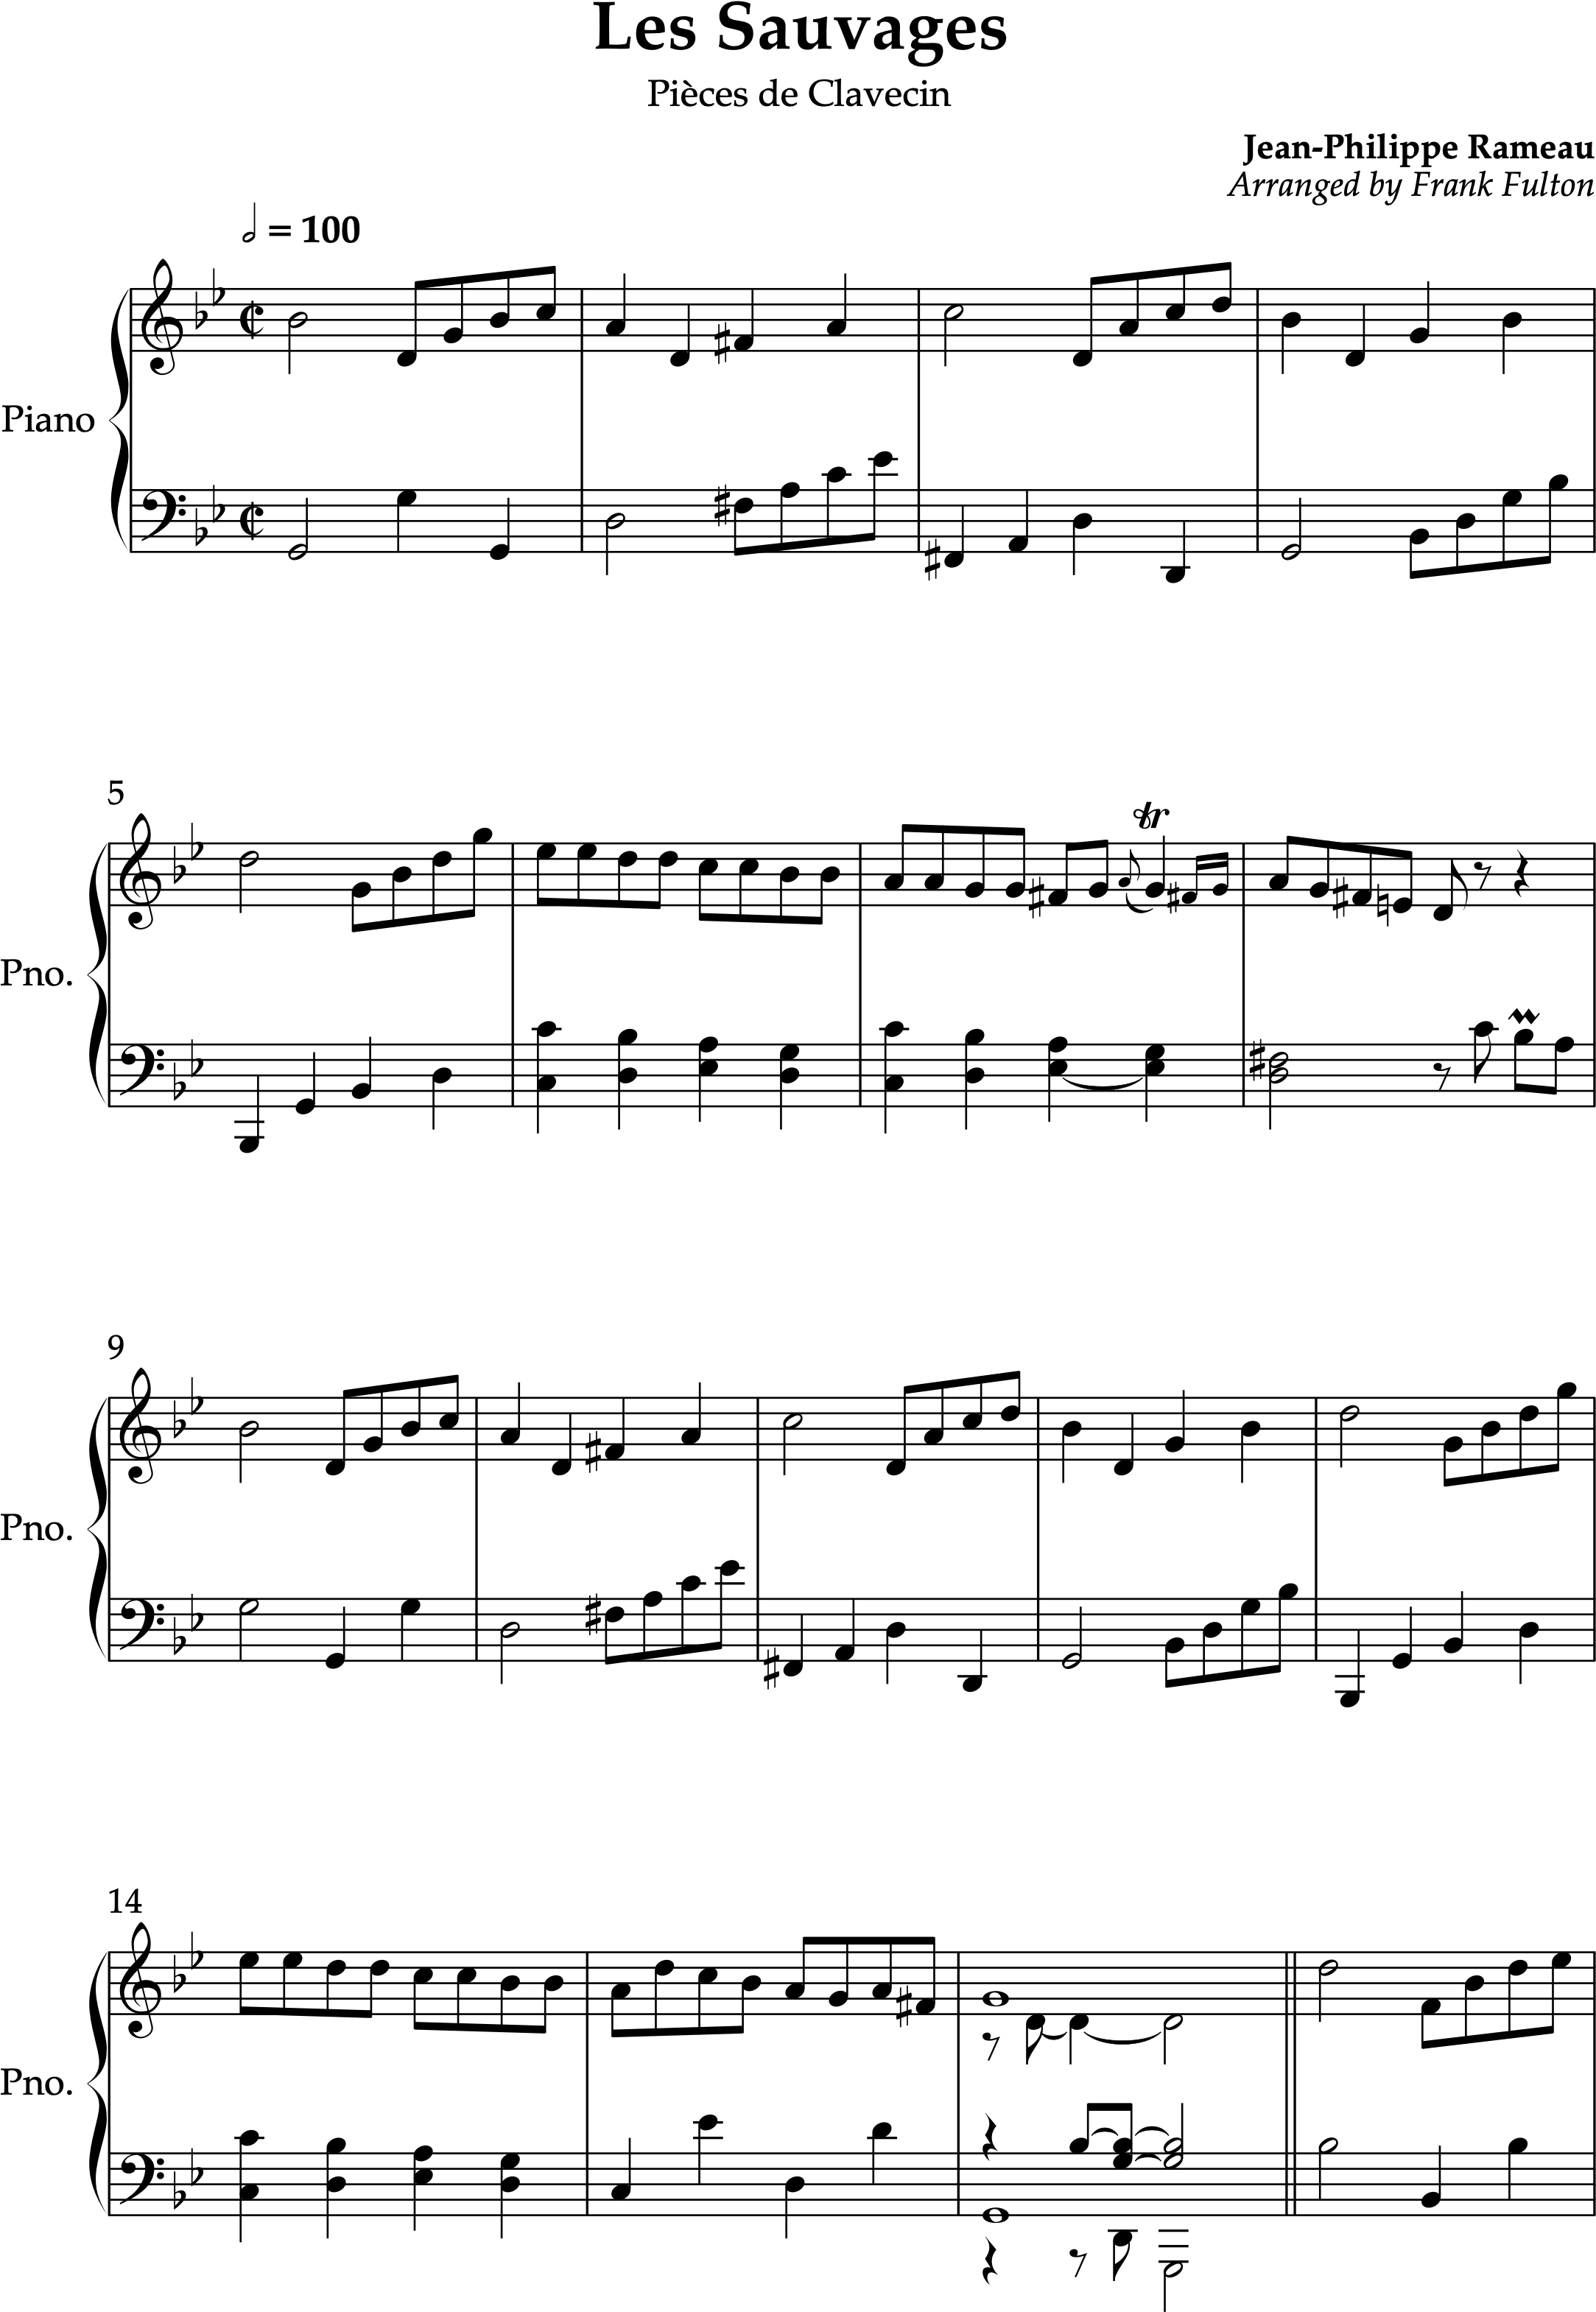 Les Sauvages
Pièces de Clavecin
Jean-Philippe Rameau
Arranged by Frank Fulton
𝅗𝅥 = 100
Piano
5
tr
Pno.
9
Pno.
14
Pno.